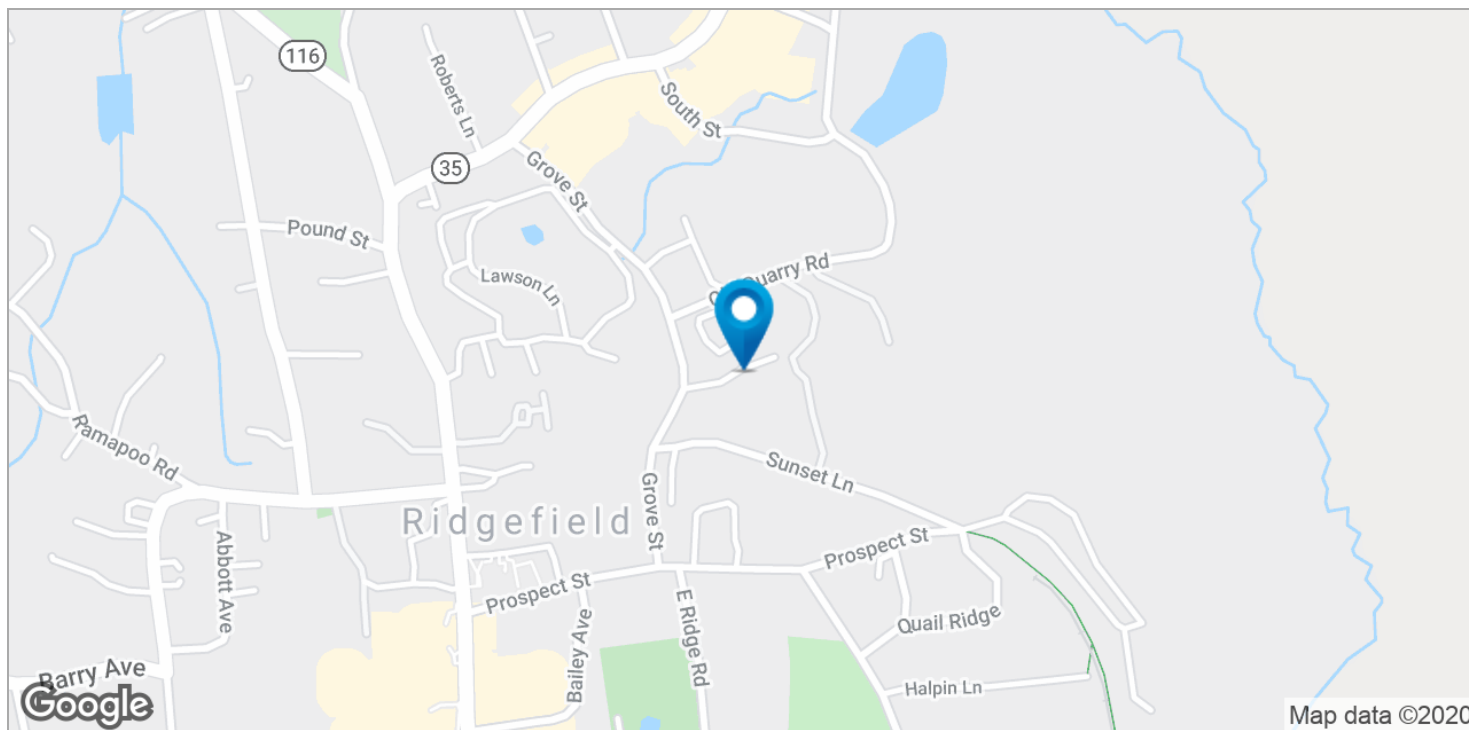 116
Roberts Ln
South St
35
Grove St
Pound St
Quarry Rd
Lawson Ln
Ramapoo Rd
Sunset Ln
Grove St
Ridgefield
Abbott Ave
Prospect St
Prospect St
E Ridge Rd
Bailey Ave
Quail Ridge
Barry Ave
Halpin Ln
Google
Map data ©2020